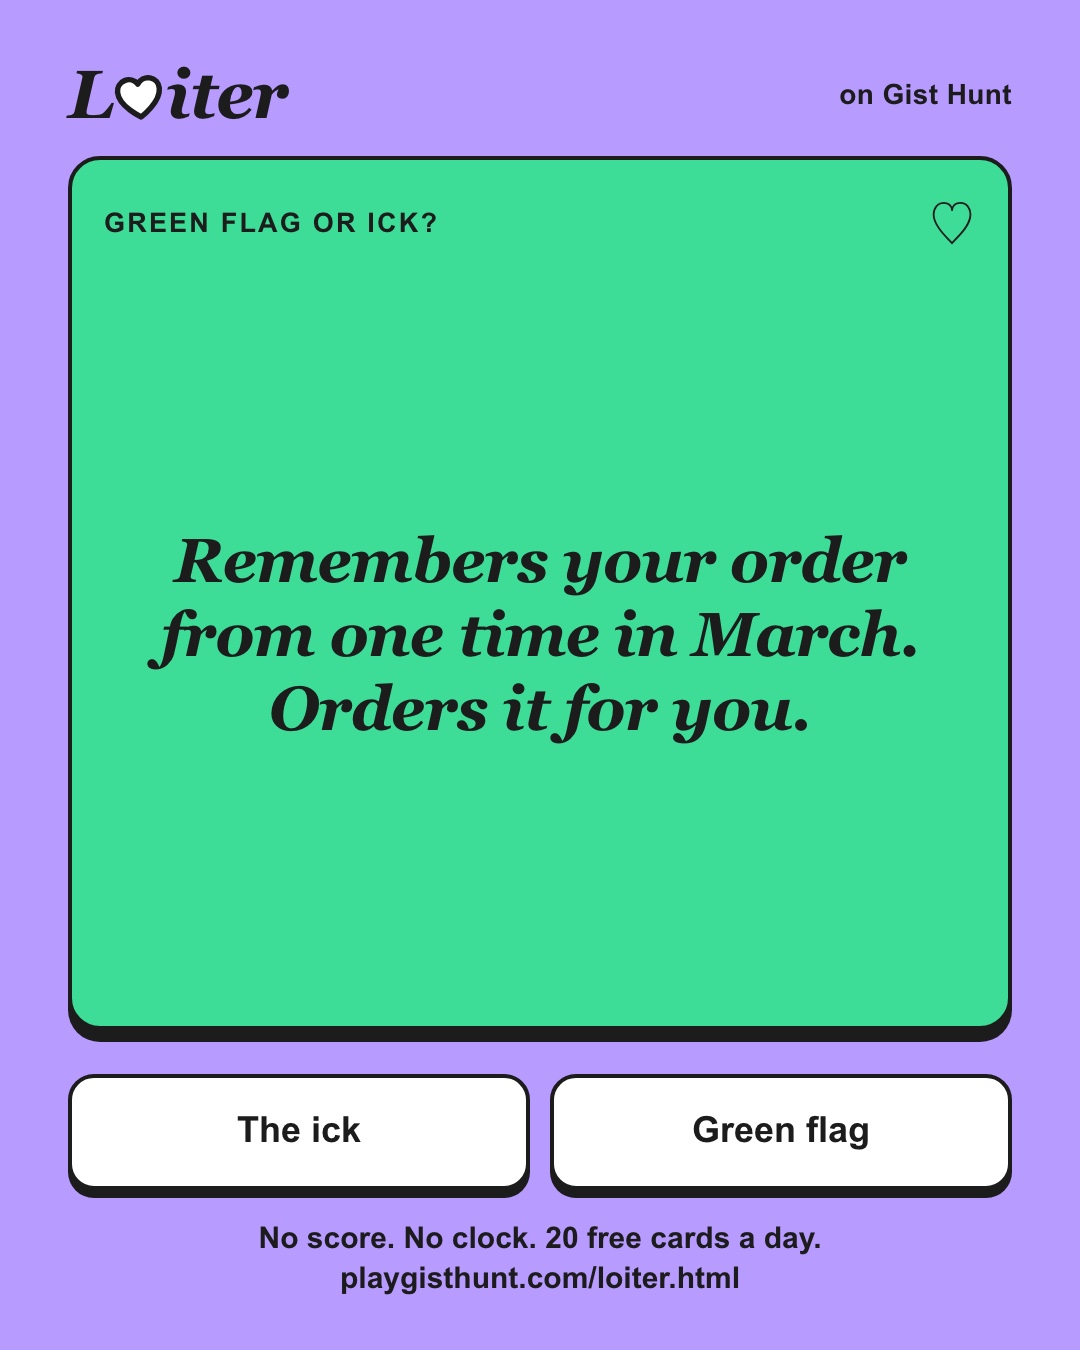 Loiter
on Gist Hunt
GREEN FLAG OR ICK?
Remembers your order
from one time in March.
Orders it for you.
The ick
Green flag
No score. No clock. 20 free cards a day.
playgisthunt.com/loiter.html